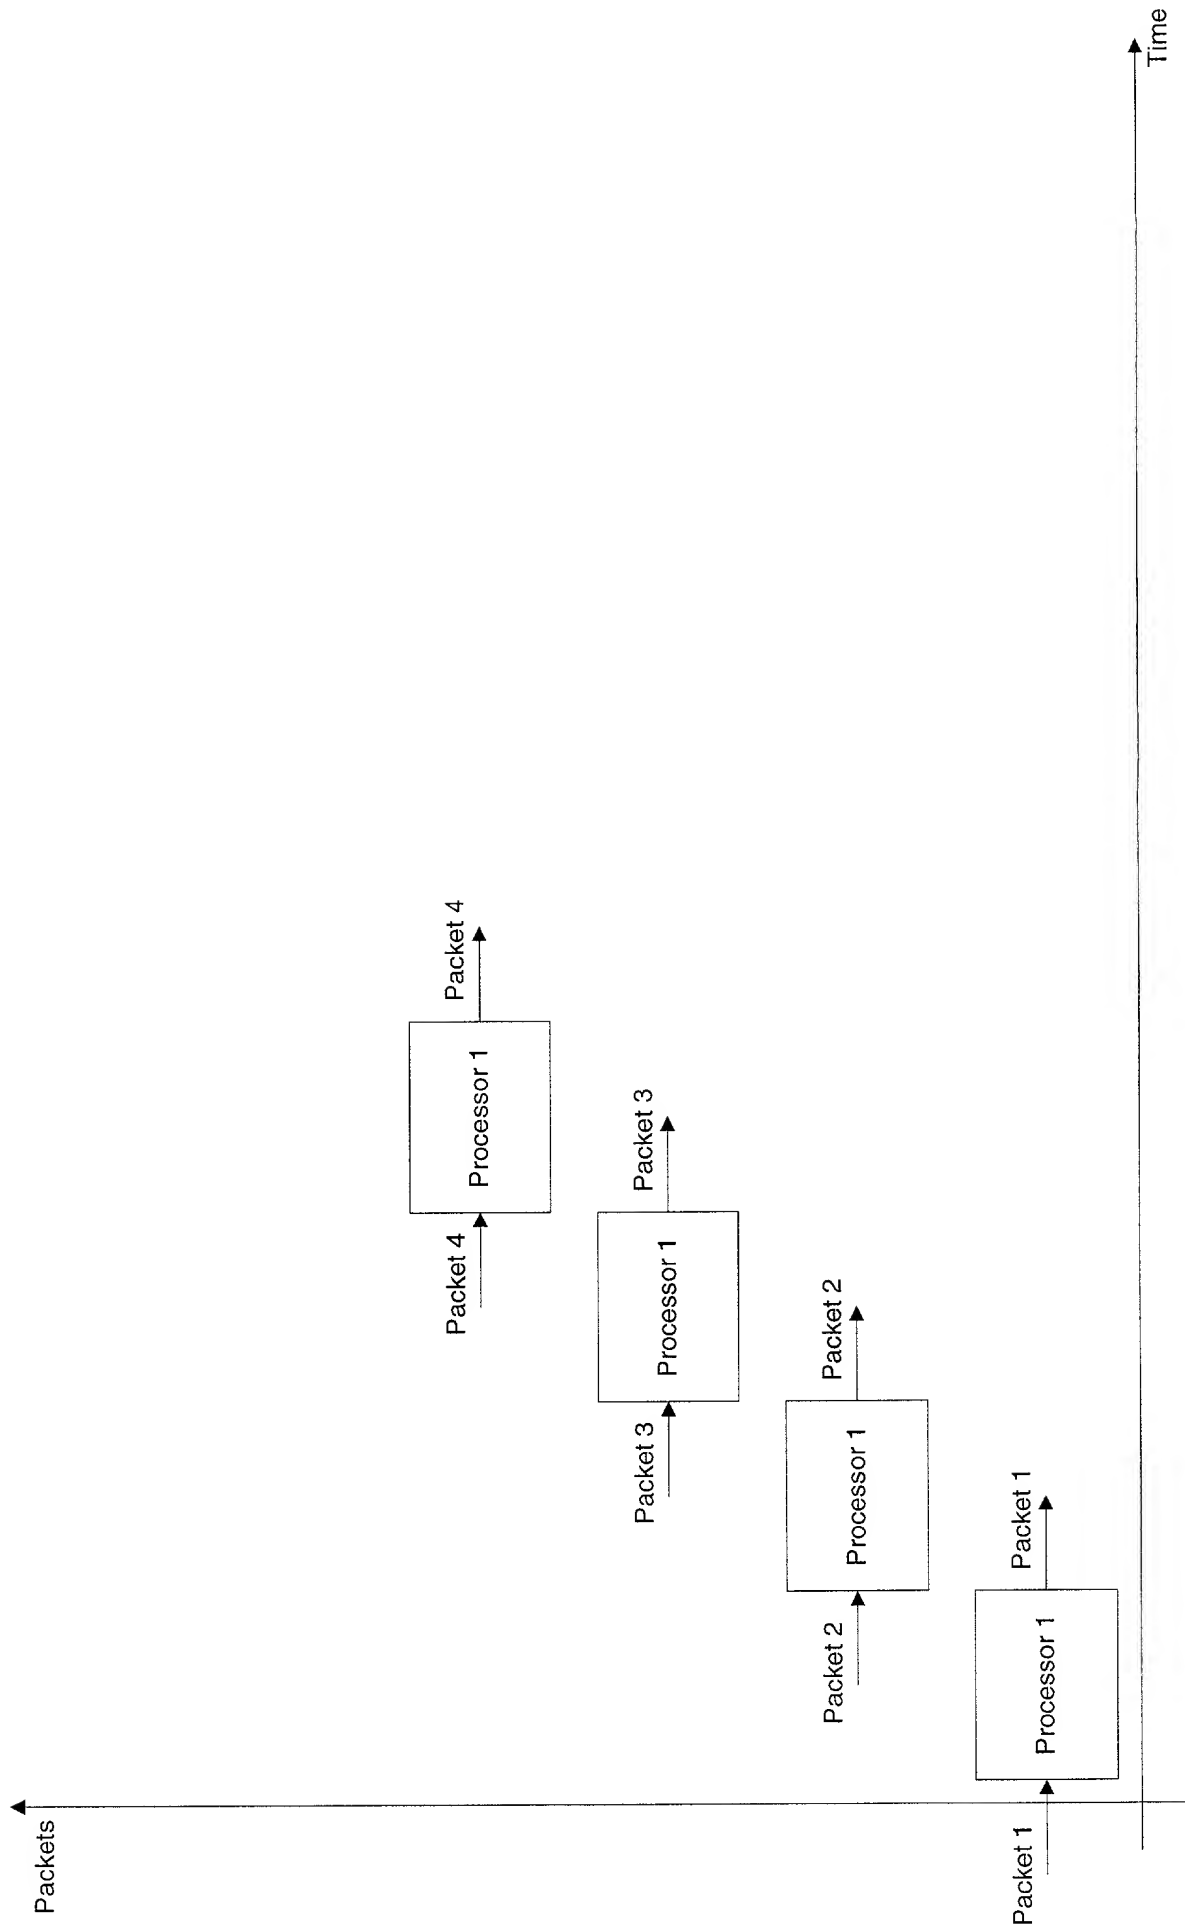 Packets
Packet 4
Processor 1
Packet 4
Packet 3
Processor 1
Packet 3
Packet 2
Processor 1
Packet 2
Packet 1
Processor 1
Packet 1
Time